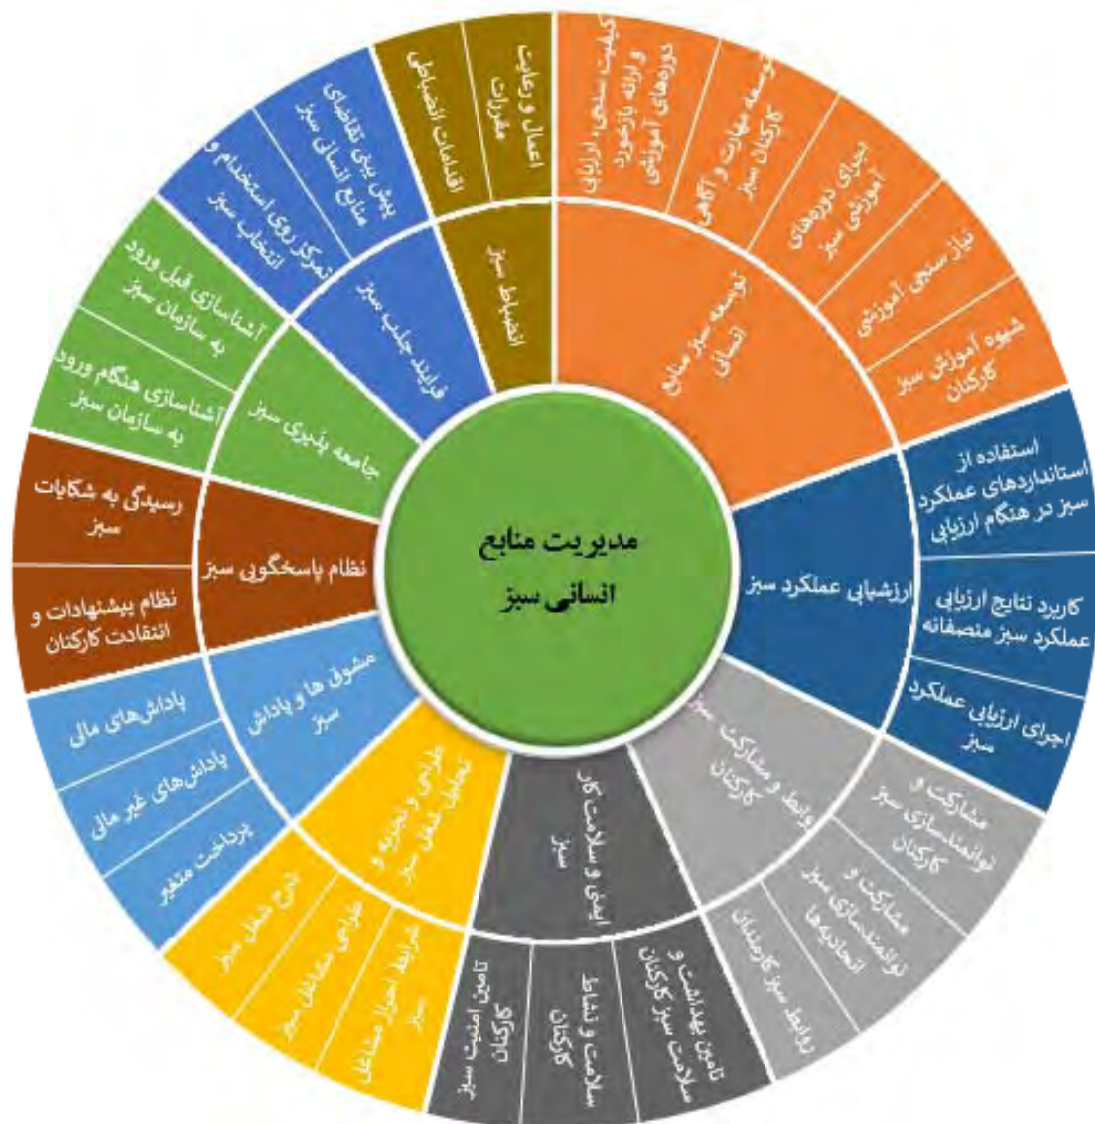 مدیریت منابع
انسانی سبز
توسعه سبز منابع
انسانی
کیفیت سنجی، ارزیابی
و ارائه بازخورد
دوره‌های آموزشی
توسعه مهارت و آگاهی
کارکنان سبز
اجرای دوره‌های
آموزشی سبز
نیاز سنجی آموزشی
شیوه آموزش سبز
کارکنان
ارزشیابی عملکرد سبز
استفاده از
استانداردهای عملکرد
سبز در هنگام ارزیابی
کاربرد نتایج ارزیابی
عملکرد سبز منصفانه
اجرای ارزیابی عملکرد
سبز
روابط و مشارکت سبز
کارکنان
مشارکت و
توانمندسازی سبز
کارکنان
مشارکت و
توانمندسازی سبز
اتحادیه‌ها
روابط سبز کارمندان
ایمنی و سلامت کار
سبز
تامین بهداشت و
سلامت سبز کارکنان
سلامت و نشاط
کارکنان
تامین امنیت سبز
کارکنان
طراحی و تجزیه و
تحلیل شغل سبز
شرایط احراز مشاغل
سبز
طراحی مشاغل سبز
شرح شغل سبز
مشوق ها و پاداش
سبز
پرداخت متغیر
پاداش‌های غیر مالی
پاداش‌های مالی
نظام پاسخگویی سبز
نظام پیشنهادات و
انتقادت کارکنان
رسیدگی به شکایات
سبز
جامعه پذیری سبز
آشناسازی هنگام ورود
به سازمان سبز
آشناسازی قبل ورود
به سازمان سبز
فرایند جلب سبز
تمرکز روی استخدام و
انتخاب سبز
پیش بینی تقاضای
منابع انسانی سبز
انضباط سبز
اقدامات انضباطی
اعمال و رعایت
مقررات